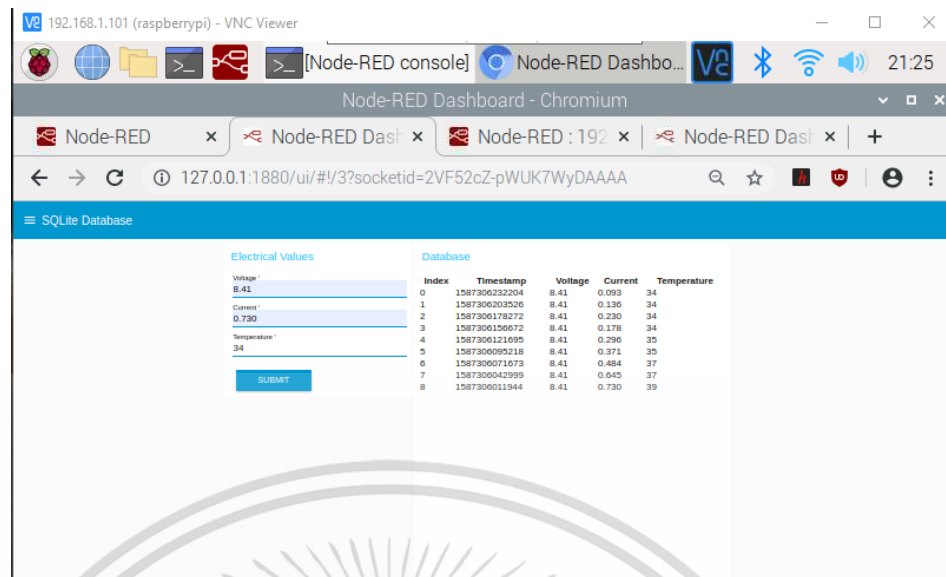 192.168.1.101 (raspberrypi) - VNC Viewer
[Node-RED console] Node-RED Dashbo... 21:25
Node-RED Dashboard - Chromium
Node-RED Node-RED Dash Node-RED : 192 Node-RED Dash
127.0.0.1:1880/ui/#!/3?socketid=2VF52cZ-pWUK7WyDAAAA
SQLite Database
Electrical Values
Voltage *
8.41
Current *
0.730
Temperature *
34
SUBMIT
Database
Index Timestamp Voltage Current Temperature
0 1587306232204 8.41 0.093 34
1 1587306203526 8.41 0.136 34
2 1587306178272 8.41 0.230 34
3 1587306156672 8.41 0.178 34
4 1587306121695 8.41 0.296 35
5 1587306095218 8.41 0.371 35
6 1587306071673 8.41 0.484 37
7 1587306042999 8.41 0.645 37
8 1587306011944 8.41 0.730 39